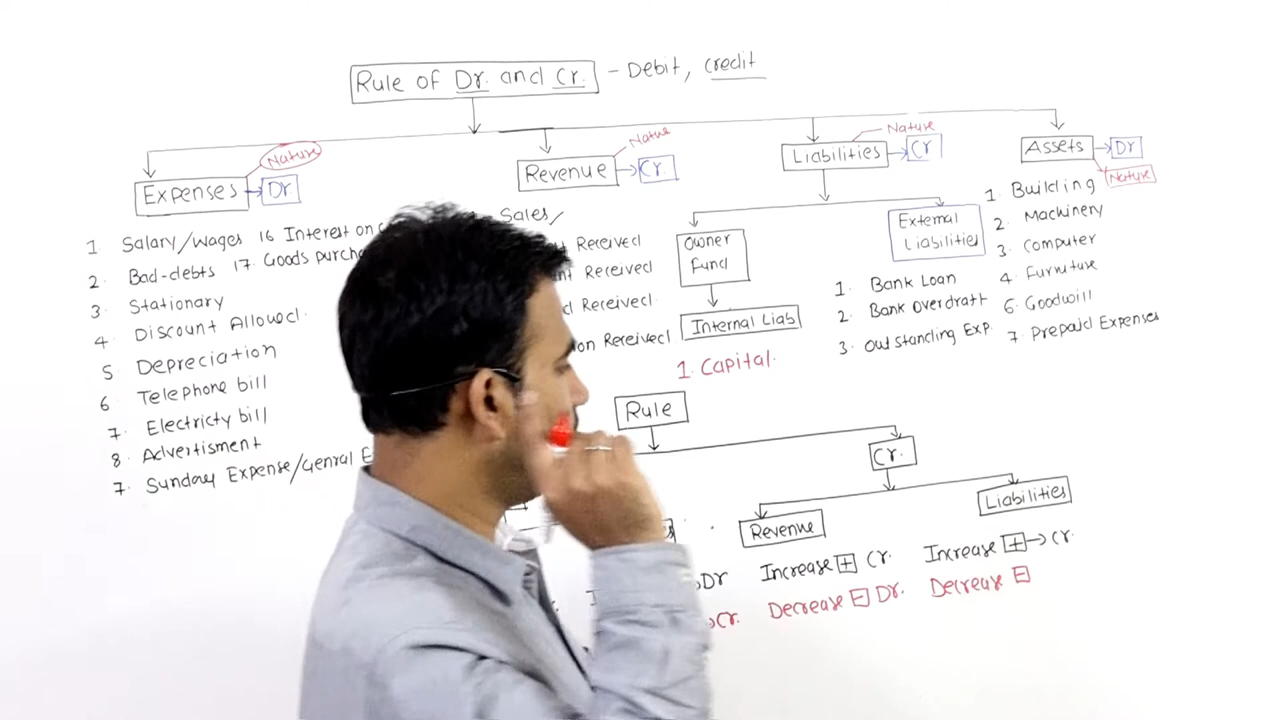 Rule of Dr. and Cr. – Debit, credit
Nature
Expenses → Dr
1 Salary/Wages 16 Interest on
2. Bad-debts 17. Goods
3 Stationary
4 Discount Allowed.
5 Depreciation
6 Telephone bill
7. Electricty bill
8. Advertisment
7. Sunday Expense/Genral
Nature
Revenue → Cr.
Sales/
Received
Received
Received
Received
Nature
Liabilities → Cr
Owner
Fund
Internal Liab
1. Capital.
External
Liabilities
1. Bank Loan
2. Bank Overdraft
3. Outstanding Exp.
Assets → Dr
Nature
1. Building
2. Machinery
3. Computer
4. Furniture
6. Goodwill
7. Prepaid Expenses
Rule
Cr.
Revenue
Liabilities
Dr
Increase + Cr.
Increase + → Cr.
Cr.
Decrease − Dr.
Decrease −